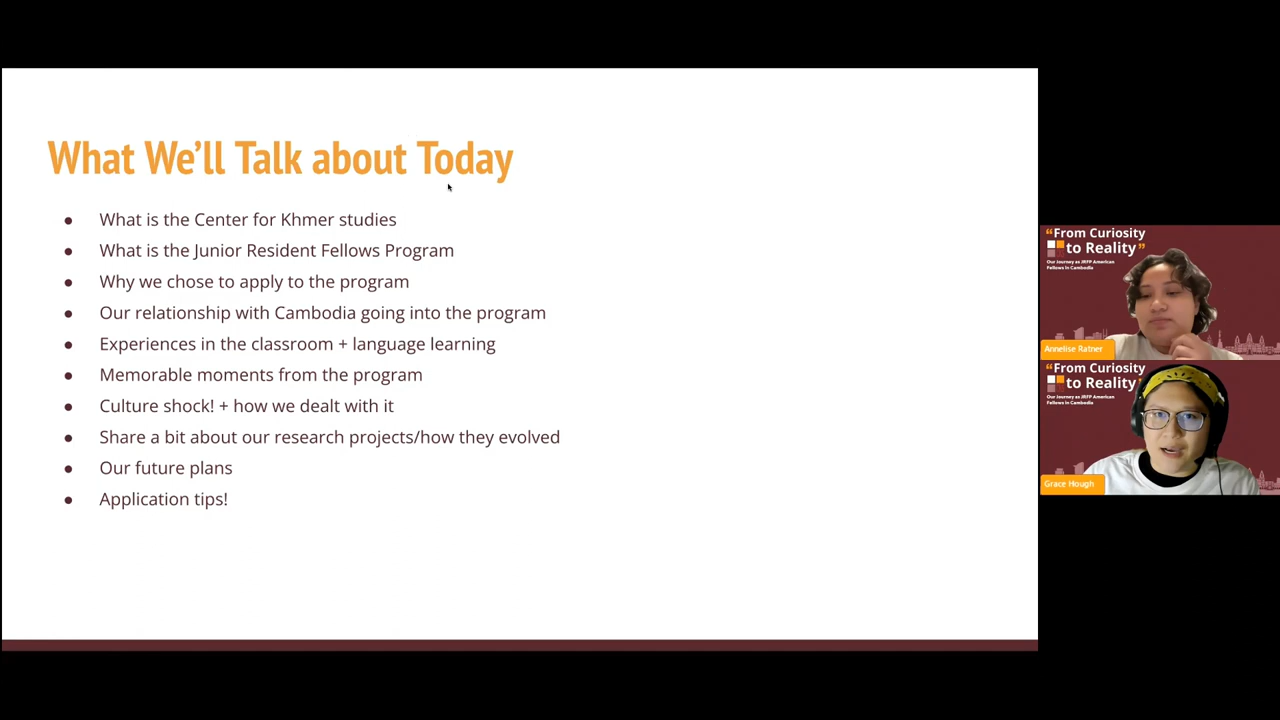 What We'll Talk about Today
● What is the Center for Khmer studies
● What is the Junior Resident Fellows Program
● Why we chose to apply to the program
● Our relationship with Cambodia going into the program
● Experiences in the classroom + language learning
● Memorable moments from the program
● Culture shock! + how we dealt with it
● Share a bit about our research projects/how they evolved
● Our future plans
● Application tips!
“From Curiosity
to Reality”
Our Journey as JRFP American
Fellows in Cambodia
Annelise Ratner
“From Curiosity
to Reality
Our Journey as JRFP American
Fellows in Cambodia
Grace Hough